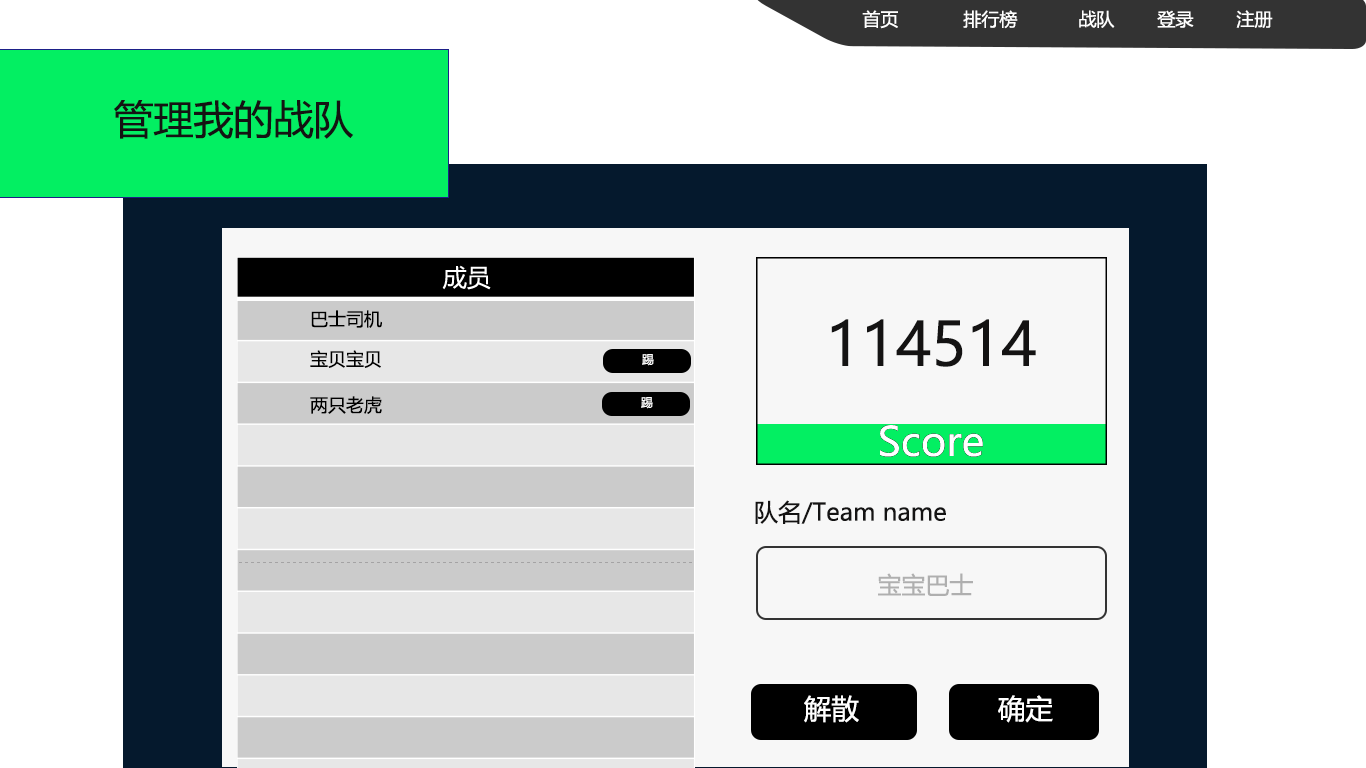 首页 排行榜 战队 登录 注册
管理我的战队
成员
巴士司机
宝贝宝贝 踢
两只老虎 踢
114514
Score
队名/Team name
宝宝巴士
解散 确定